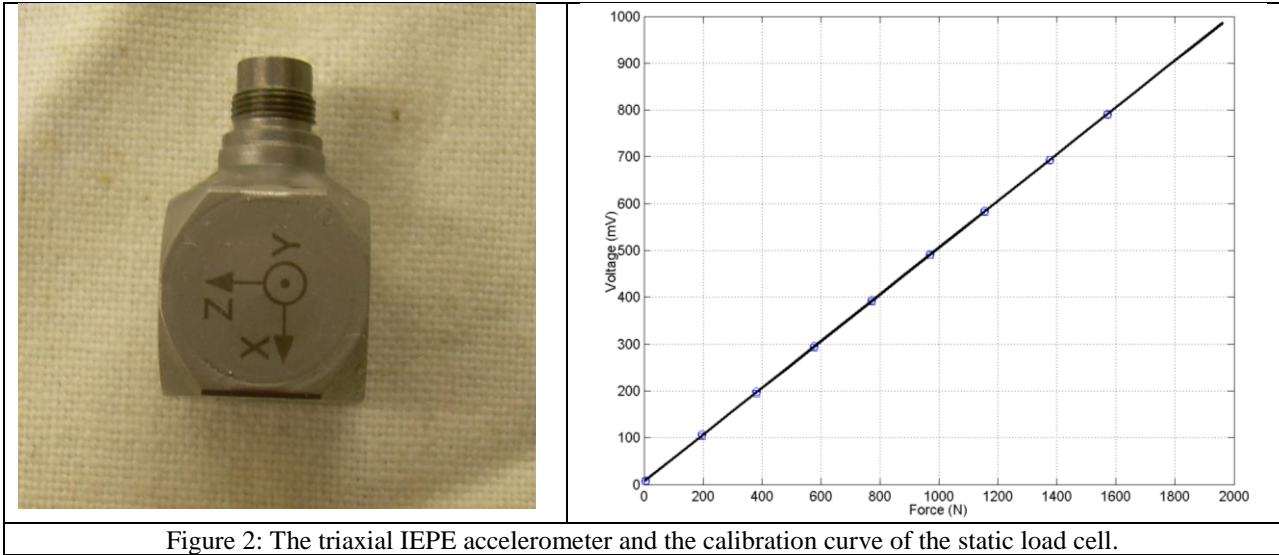 Z
Y
X
1000
900
800
700
600
500
400
300
200
100
0
Voltage (mV)
0 200 400 600 800 1000 1200 1400 1600 1800 2000
Force (N)
Figure 2: The triaxial IEPE accelerometer and the calibration curve of the static load cell.